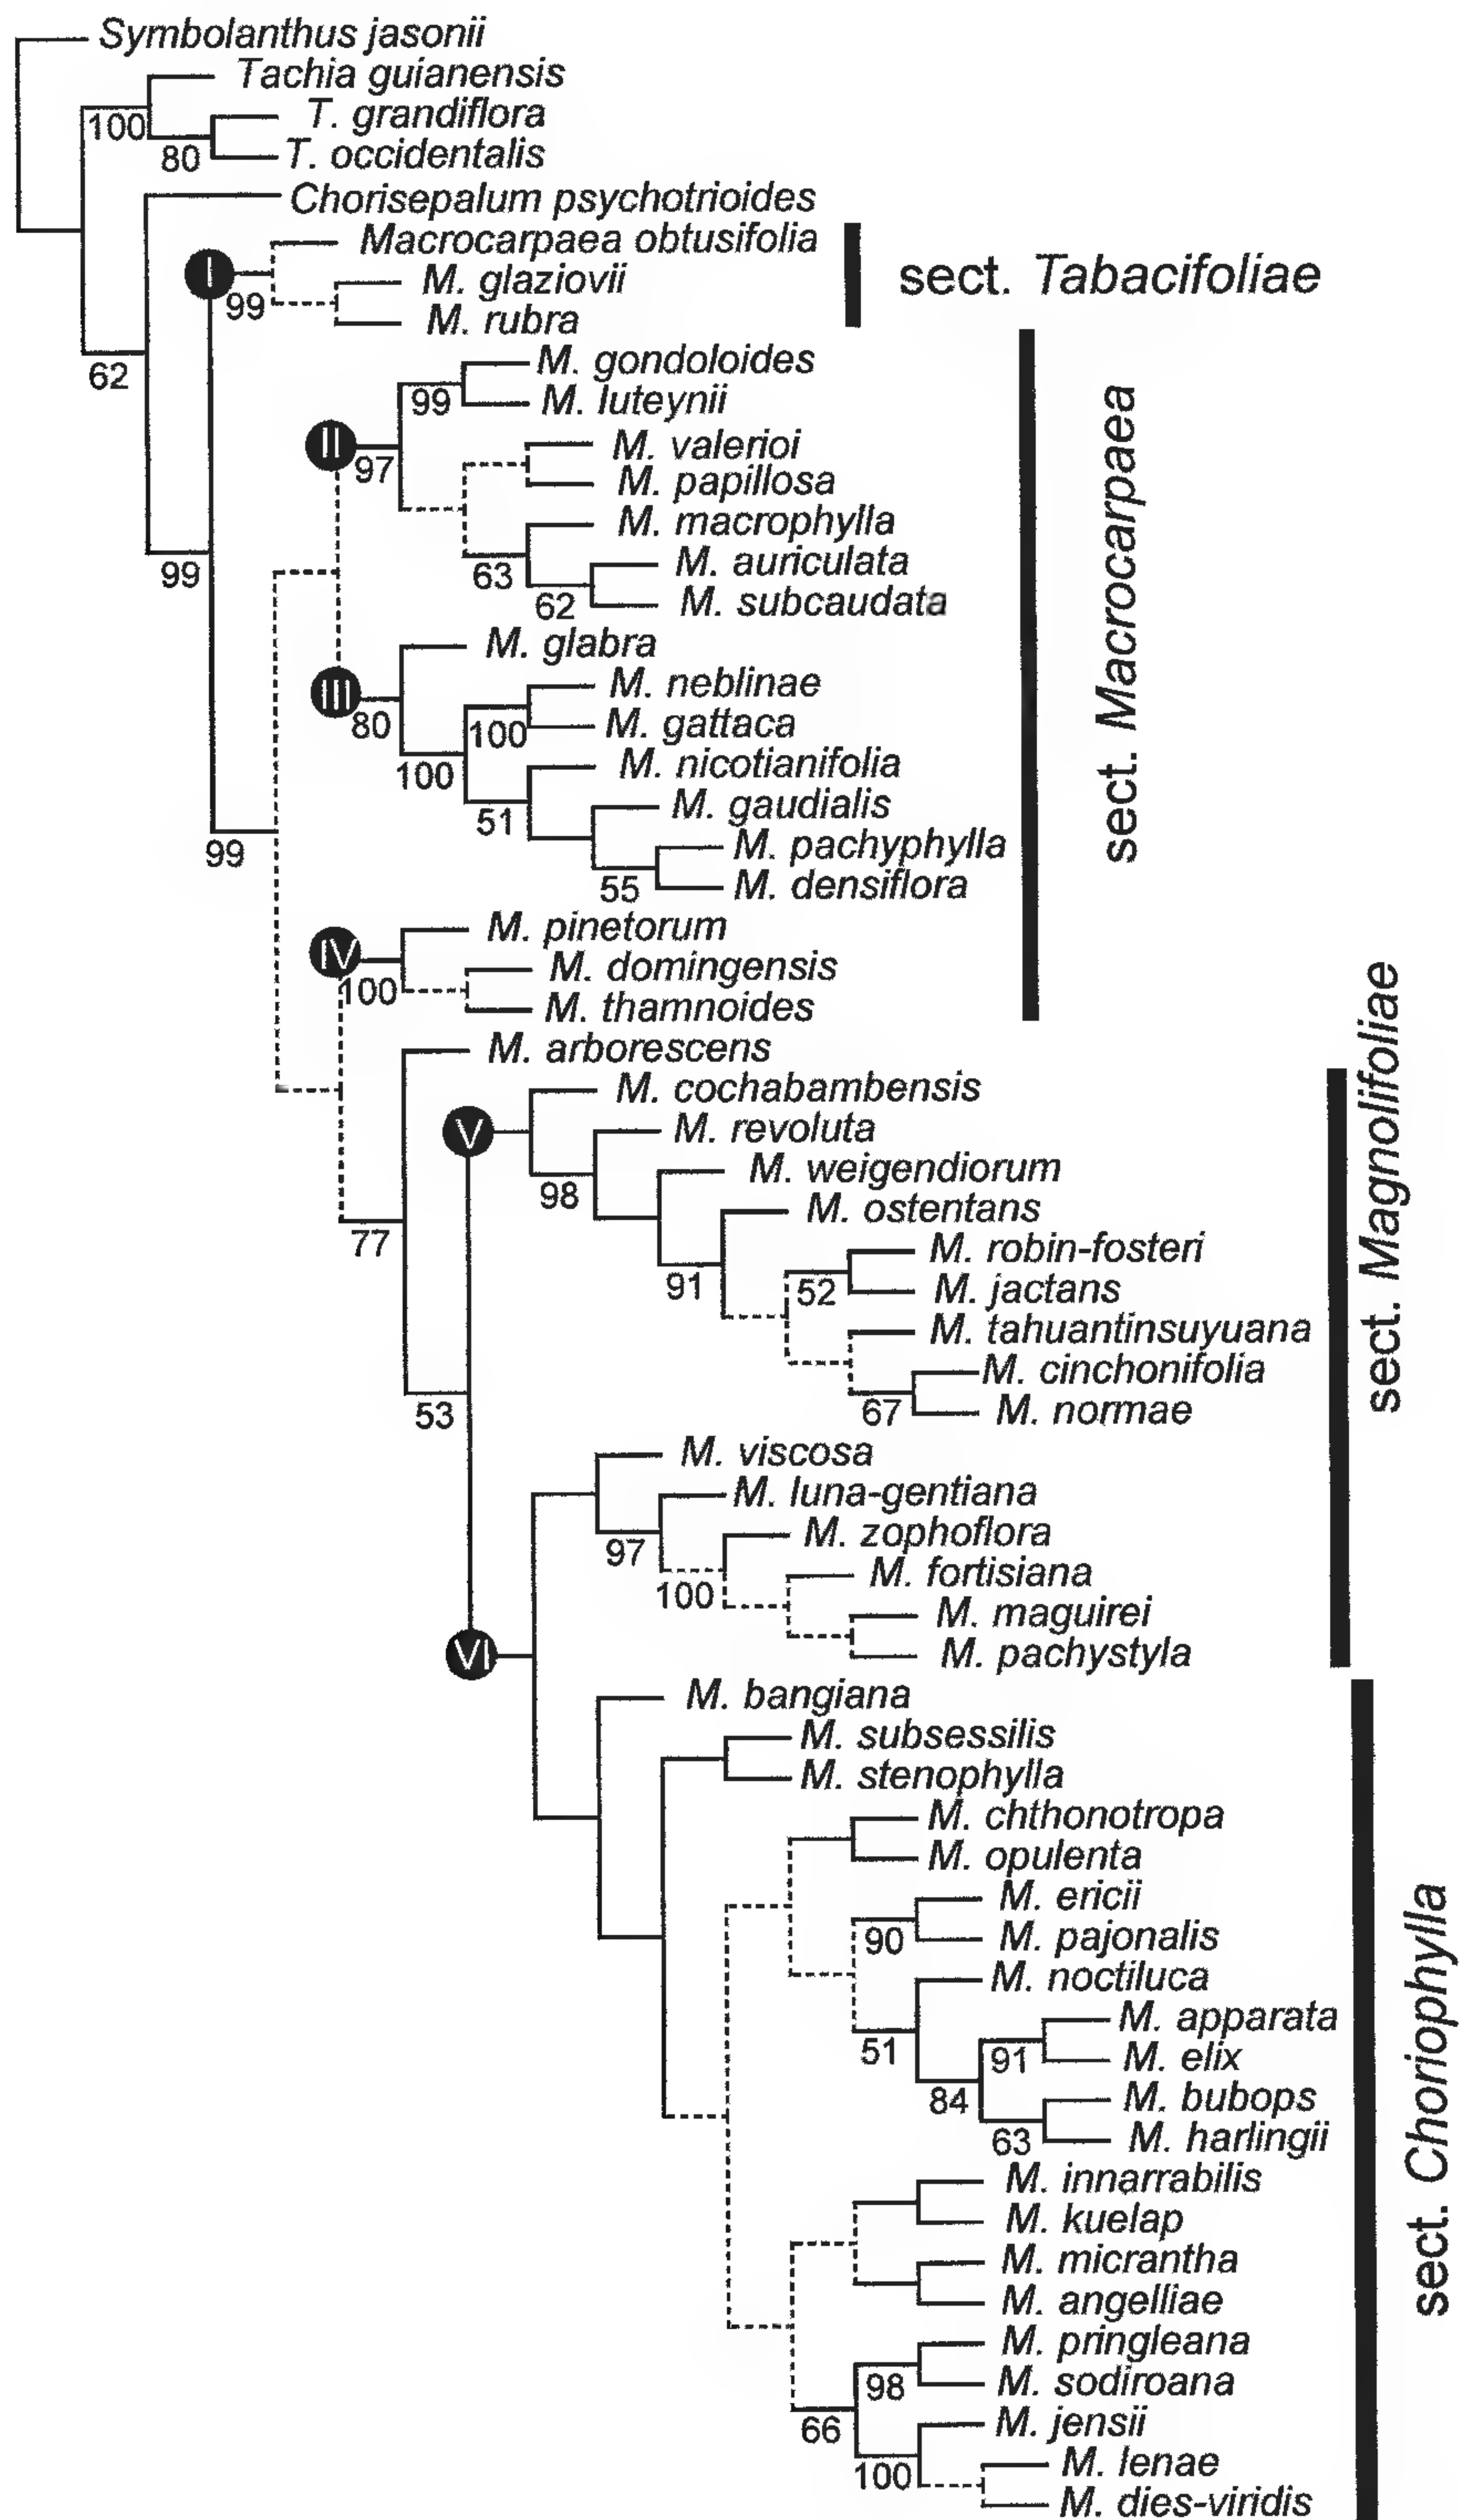 Symbolanthus jasonii
Tachia guianensis
100
T. grandiflora
80
T. occidentalis
Chorisepalum psychotrioides
Macrocarpaea obtusifolia
I
99
M. glaziovii
sect. Tabacifoliae
M. rubra
62
M. gondoloides
99
M. luteynii
II
97
M. valerioi
M. papillosa
M. macrophylla
99
63
M. auriculata
62
M. subcaudata
sect. Macrocarpaea
M. glabra
III
80
M. neblinae
100
M. gattaca
100
M. nicotianifolia
51
M. gaudialis
99
M. pachyphylla
55
M. densiflora
M. pinetorum
IV
100
M. domingensis
M. thamnoides
M. arborescens
M. cochabambensis
V
M. revoluta
98
M. weigendiorum
77
M. ostentans
91
M. robin-fosteri
52
M. jactans
M. tahuantinsuyuana
M. cinchonifolia
53
67
M. normae
sect. Magnolifoliae
M. viscosa
M. luna-gentiana
97
M. zophoflora
100
M. fortisiana
M. maguirei
VI
M. pachystyla
M. bangiana
M. subsessilis
M. stenophylla
M. chthonotropa
M. opulenta
M. ericii
90
M. pajonalis
M. noctiluca
51
M. apparata
91
M. elix
84
M. bubops
63
M. harlingii
sect. Choriophylla
M. innarrabilis
M. kuelap
M. micrantha
M. angelliae
M. pringleana
98
M. sodiroana
66
M. jensii
100
M. lenae
M. dies-viridis